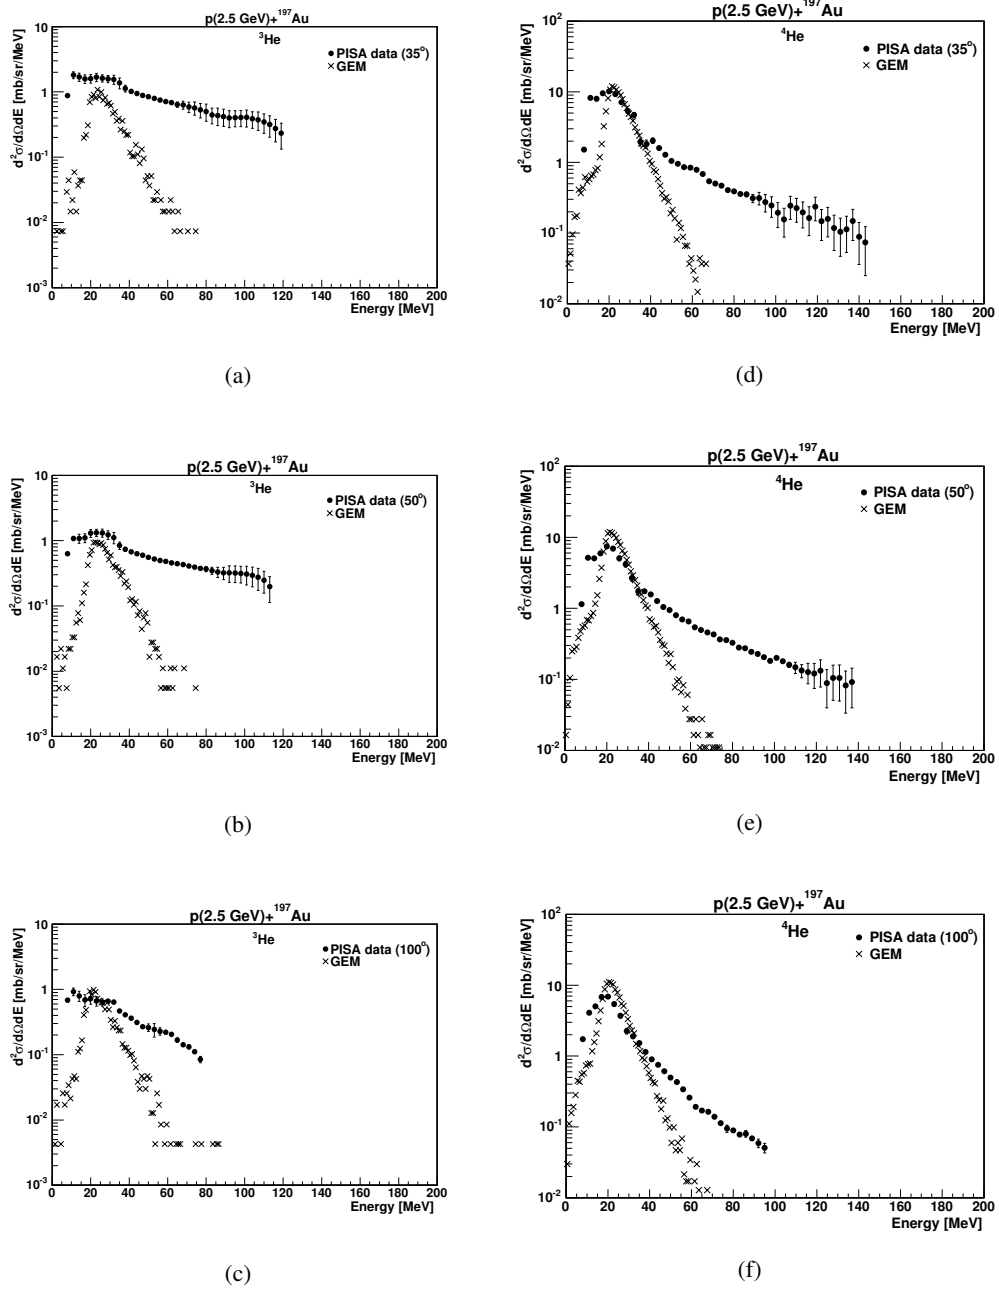 p(2.5 GeV)+¹⁹⁷Au
³He
PISA data (35°)
GEM
d²σ/dΩdE [mb/sr/MeV]
10
1
10⁻¹
10⁻²
10⁻³
0 20 40 60 80 100 120 140 160 180 200
Energy [MeV]
(a)
p(2.5 GeV)+¹⁹⁷Au
⁴He
PISA data (35°)
GEM
d²σ/dΩdE [mb/sr/MeV]
10²
10
1
10⁻¹
10⁻²
0 20 40 60 80 100 120 140 160 180 200
Energy [MeV]
(d)
p(2.5 GeV)+¹⁹⁷Au
³He
PISA data (50°)
GEM
d²σ/dΩdE [mb/sr/MeV]
10
1
10⁻¹
10⁻²
10⁻³
0 20 40 60 80 100 120 140 160 180 200
Energy [MeV]
(b)
p(2.5 GeV)+¹⁹⁷Au
⁴He
PISA data (50°)
GEM
d²σ/dΩdE [mb/sr/MeV]
10²
10
1
10⁻¹
10⁻²
0 20 40 60 80 100 120 140 160 180 200
Energy [MeV]
(e)
p(2.5 GeV)+¹⁹⁷Au
³He
PISA data (100°)
GEM
d²σ/dΩdE [mb/sr/MeV]
10
1
10⁻¹
10⁻²
10⁻³
0 20 40 60 80 100 120 140 160 180 200
Energy [MeV]
(c)
p(2.5 GeV)+¹⁹⁷Au
⁴He
PISA data (100°)
GEM
d²σ/dΩdE [mb/sr/MeV]
10²
10
1
10⁻¹
10⁻²
0 20 40 60 80 100 120 140 160 180 200
Energy [MeV]
(f)